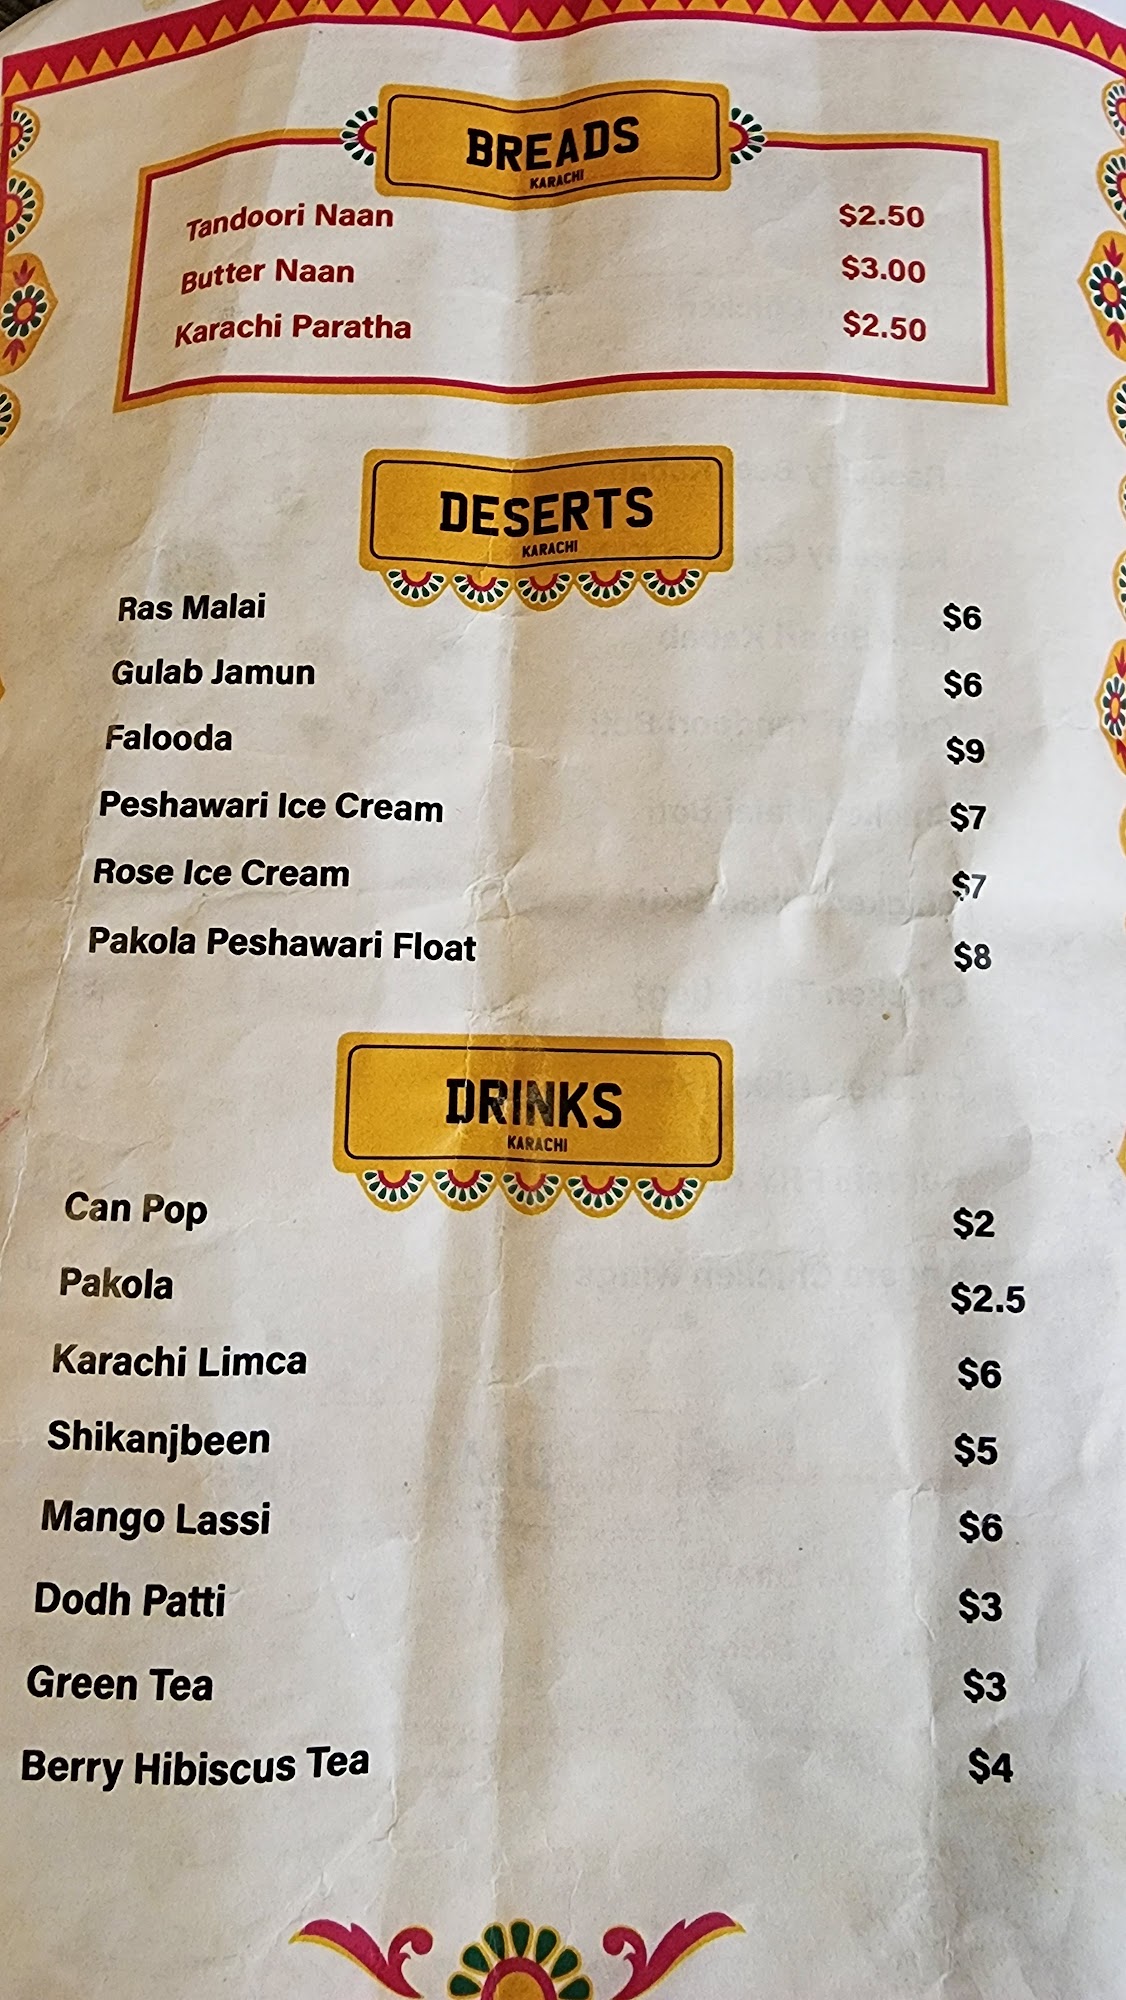 BREADS
KARACHI
Tandoori Naan $2.50
Butter Naan $3.00
Karachi Paratha $2.50
DESERTS
KARACHI
Ras Malai $6
Gulab Jamun $6
Falooda $9
Peshawari Ice Cream $7
Rose Ice Cream $7
Pakola Peshawari Float $8
DRINKS
KARACHI
Can Pop $2
Pakola $2.5
Karachi Limca $6
Shikanjbeen $5
Mango Lassi $6
Dodh Patti $3
Green Tea $3
Berry Hibiscus Tea $4